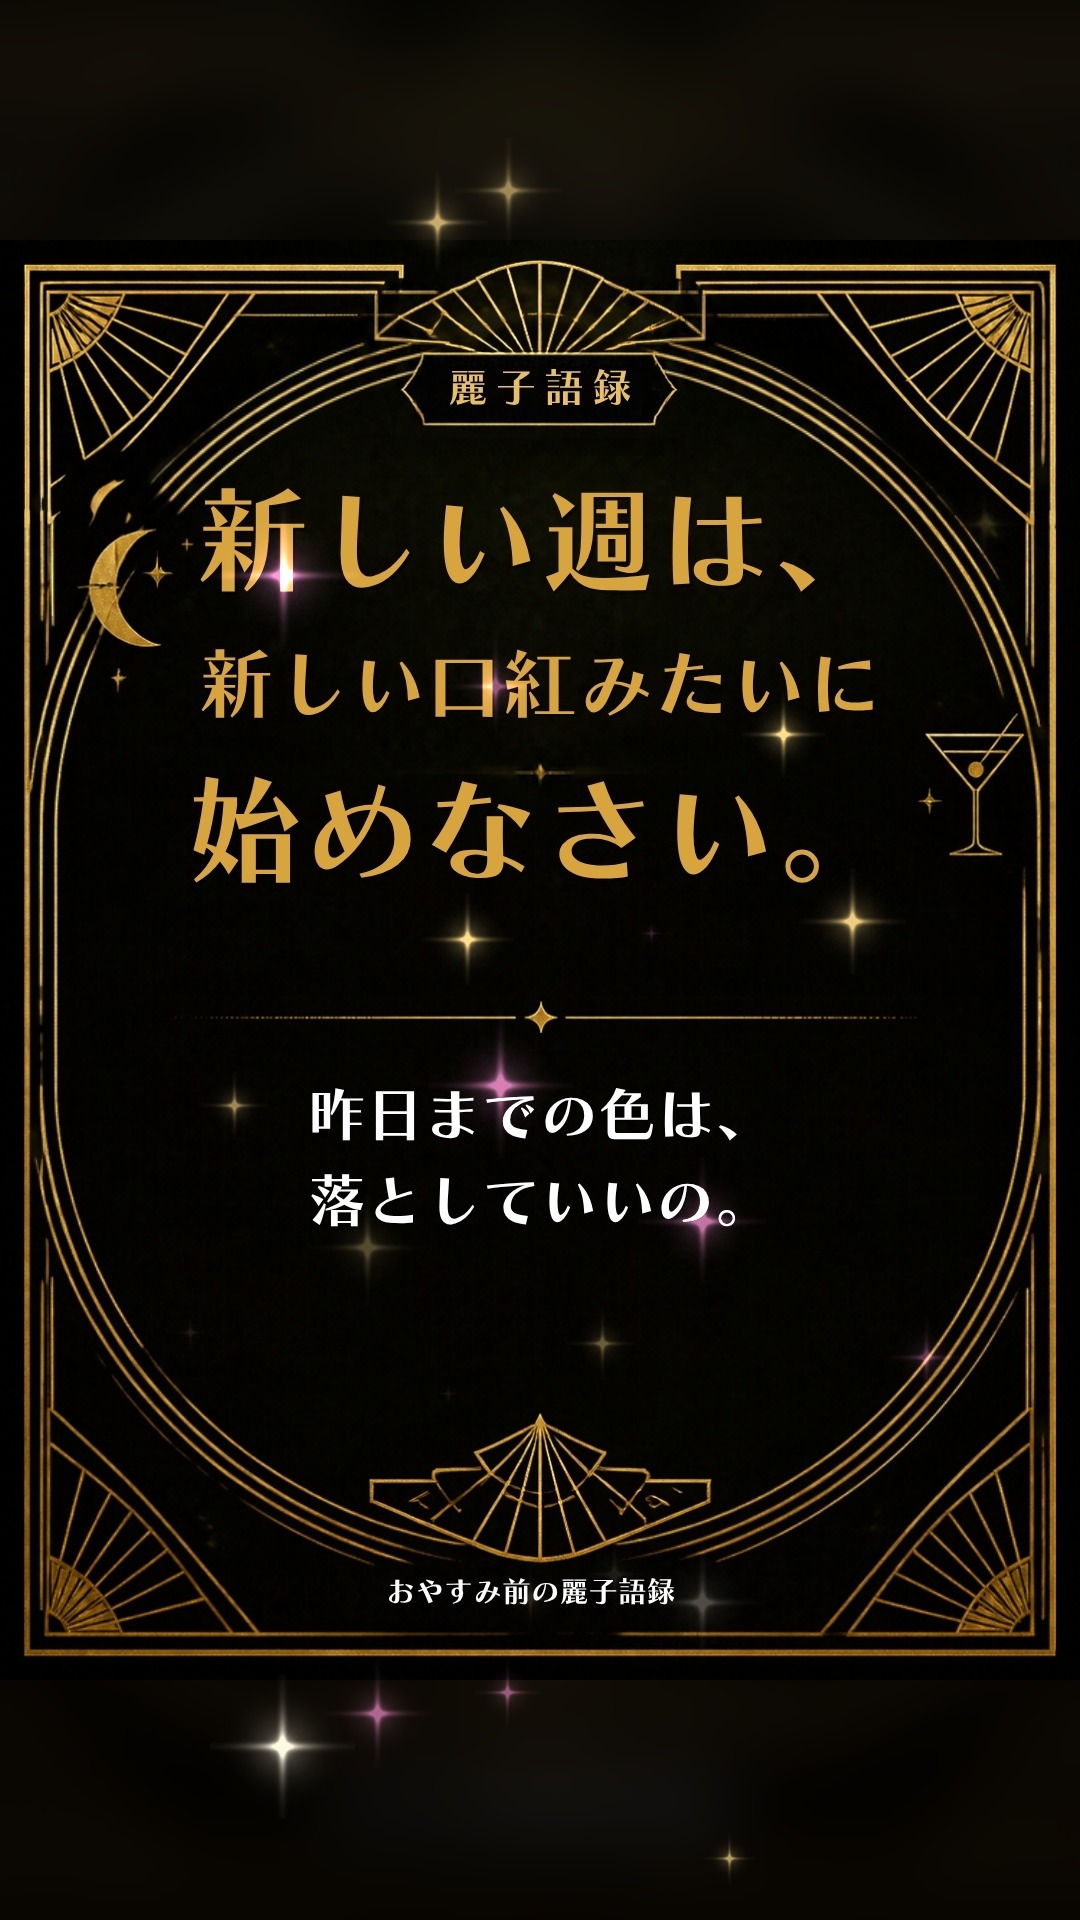 麗子語録
新しい週は、
新しい口紅みたいに
始めなさい。
昨日までの色は、
落としていいの。
おやすみ前の麗子語録